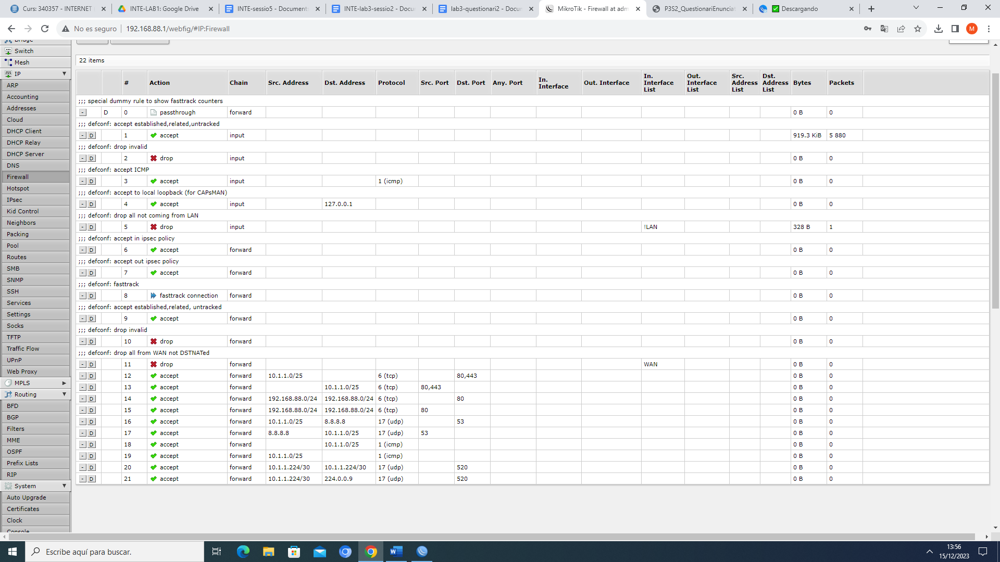 Curs: 340357 - INTERNET
INTE-LAB1: Google Drive
INTE-sessio5 - Documents
INTE-lab3-sessio2 - Docu
lab3-questionari2 - Docum
MikroTik - Firewall at adm
P3S2_QuestionariEnunciat
✅ Descargando
No es seguro 192.168.88.1/webfig/#IP:Firewall
M
Bridge
Switch
Mesh
IP
ARP
Accounting
Addresses
Cloud
DHCP Client
DHCP Relay
DHCP Server
DNS
Firewall
Hotspot
IPsec
Kid Control
Neighbors
Packing
Pool
Routes
SMB
SNMP
SSH
Services
Settings
Socks
TFTP
Traffic Flow
UPnP
Web Proxy
MPLS
Routing
BFD
BGP
Filters
MME
OSPF
Prefix Lists
RIP
System
Auto Upgrade
Certificates
Clock
Console
22 items
# Action Chain Src. Address Dst. Address Protocol Src. Port Dst. Port Any. Port In. Interface Out. Interface In. Interface List Out. Interface List Src. Address List Dst. Address List Bytes Packets
;;; special dummy rule to show fasttrack counters
- D 0 passthrough forward 0 B 0
;;; defconf: accept established,related,untracked
- D 1 accept input 919.3 KiB 5 880
;;; defconf: drop invalid
- D 2 drop input 0 B 0
;;; defconf: accept ICMP
- D 3 accept input 1 (icmp) 0 B 0
;;; defconf: accept to local loopback (for CAPsMAN)
- D 4 accept input 127.0.0.1 0 B 0
;;; defconf: drop all not coming from LAN
- D 5 drop input !LAN 328 B 1
;;; defconf: accept in ipsec policy
- D 6 accept forward 0 B 0
;;; defconf: accept out ipsec policy
- D 7 accept forward 0 B 0
;;; defconf: fasttrack
- D 8 fasttrack connection forward 0 B 0
;;; defconf: accept established,related, untracked
- D 9 accept forward 0 B 0
;;; defconf: drop invalid
- D 10 drop forward 0 B 0
;;; defconf: drop all from WAN not DSTNATed
- D 11 drop forward WAN 0 B 0
- D 12 accept forward 10.1.1.0/25 6 (tcp) 80,443 0 B 0
- D 13 accept forward 10.1.1.0/25 6 (tcp) 80,443 0 B 0
- D 14 accept forward 192.168.88.0/24 192.168.88.0/24 6 (tcp) 80 0 B 0
- D 15 accept forward 192.168.88.0/24 192.168.88.0/24 6 (tcp) 80 0 B 0
- D 16 accept forward 10.1.1.0/25 8.8.8.8 17 (udp) 53 0 B 0
- D 17 accept forward 8.8.8.8 10.1.1.0/25 17 (udp) 53 0 B 0
- D 18 accept forward 10.1.1.0/25 1 (icmp) 0 B 0
- D 19 accept forward 10.1.1.0/25 1 (icmp) 0 B 0
- D 20 accept forward 10.1.1.224/30 10.1.1.224/30 17 (udp) 520 0 B 0
- D 21 accept forward 10.1.1.224/30 224.0.0.9 17 (udp) 520 0 B 0
Escribe aquí para buscar.
13:56
15/12/2023